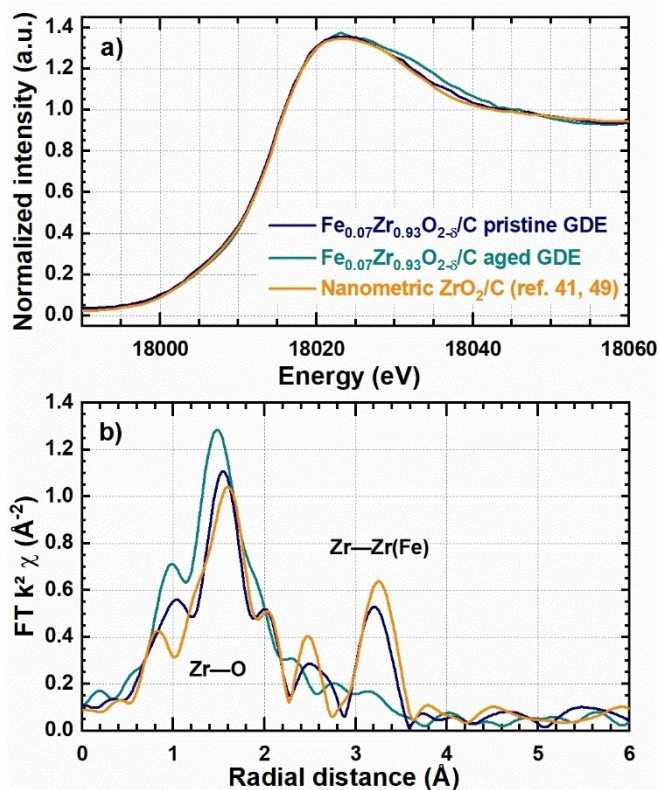 a)
Normalized intensity (a.u.)
1.4
1.2
1.0
0.8
0.6
0.4
0.2
0.0
Fe₀.₀₇Zr₀.₉₃O₂₋δ/C pristine GDE
Fe₀.₀₇Zr₀.₉₃O₂₋δ/C aged GDE
Nanometric ZrO₂/C (ref. 41, 49)
18000 18020 18040 18060
Energy (eV)
b)
FT k² χ (Å⁻²)
1.4
1.2
1.0
0.8
0.6
0.4
0.2
0.0
Zr—Zr(Fe)
Zr—O
0 1 2 3 4 5 6
Radial distance (Å)